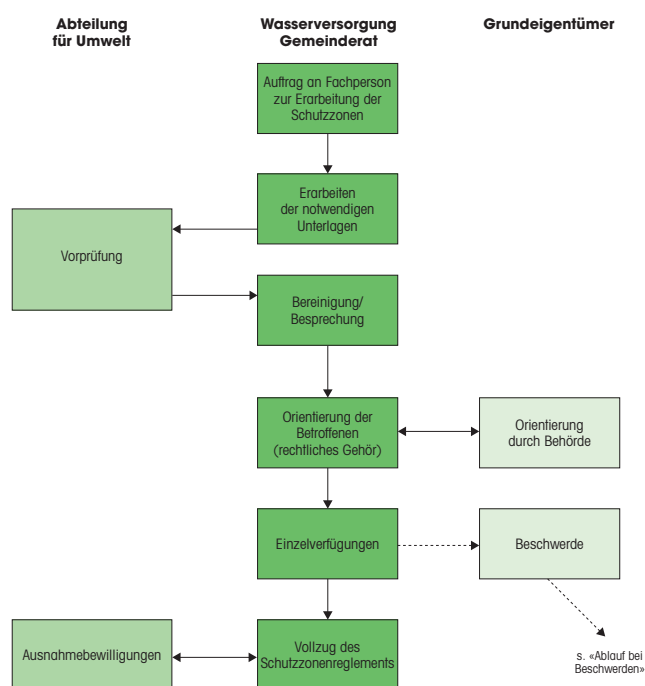 Abteilung
für Umwelt
Wasserversorgung
Gemeinderat
Grundeigentümer
Auftrag an Fachperson
zur Erarbeitung der
Schutzzonen
Erarbeiten
der notwendigen
Unterlagen
Vorprüfung
Bereinigung/
Besprechung
Orientierung der
Betroffenen
(rechtliches Gehör)
Orientierung
durch Behörde
Einzelverfügungen
Beschwerde
Ausnahmebewilligungen
Vollzug des
Schutzzonenreglements
s. «Ablauf bei
Beschwerden»